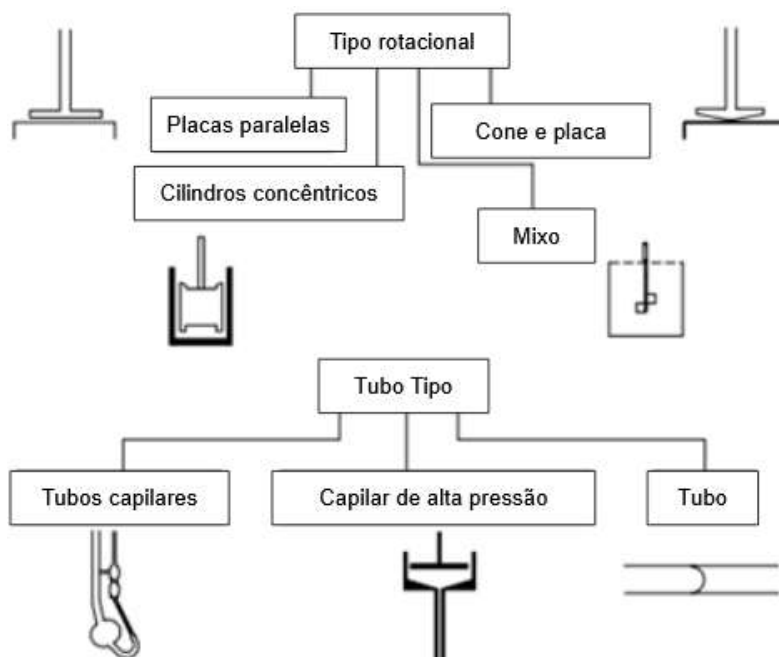 Tipo rotacional
Placas paralelas
Cone e placa
Cilindros concêntricos
Mixo
Tubo Tipo
Tubos capilares
Capilar de alta pressão
Tubo